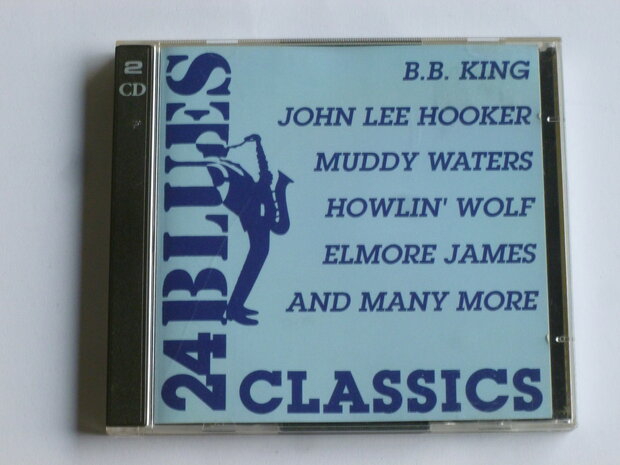 2
CD
24 BLUES
B.B. KING
JOHN LEE HOOKER
MUDDY WATERS
HOWLIN' WOLF
ELMORE JAMES
AND MANY MORE
CLASSICS